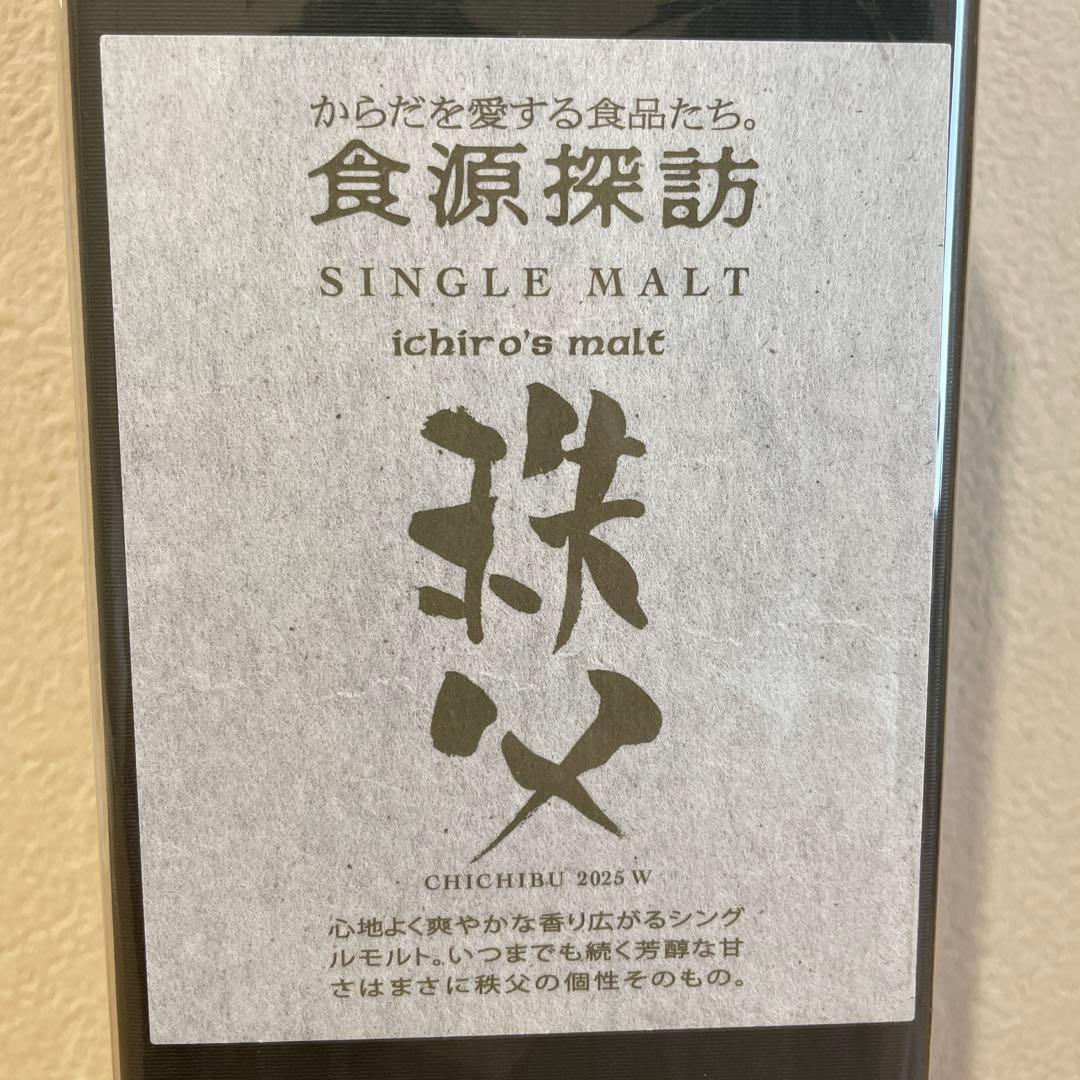 からだを愛する食品たち。
食源探訪
SINGLE MALT
ichiro's malt
秩父
CHICHIBU 2025 W
心地よく爽やかな香り広がるシング
ルモルト。いつまでも続く芳醇な甘
さはまさに秩父の個性そのもの。